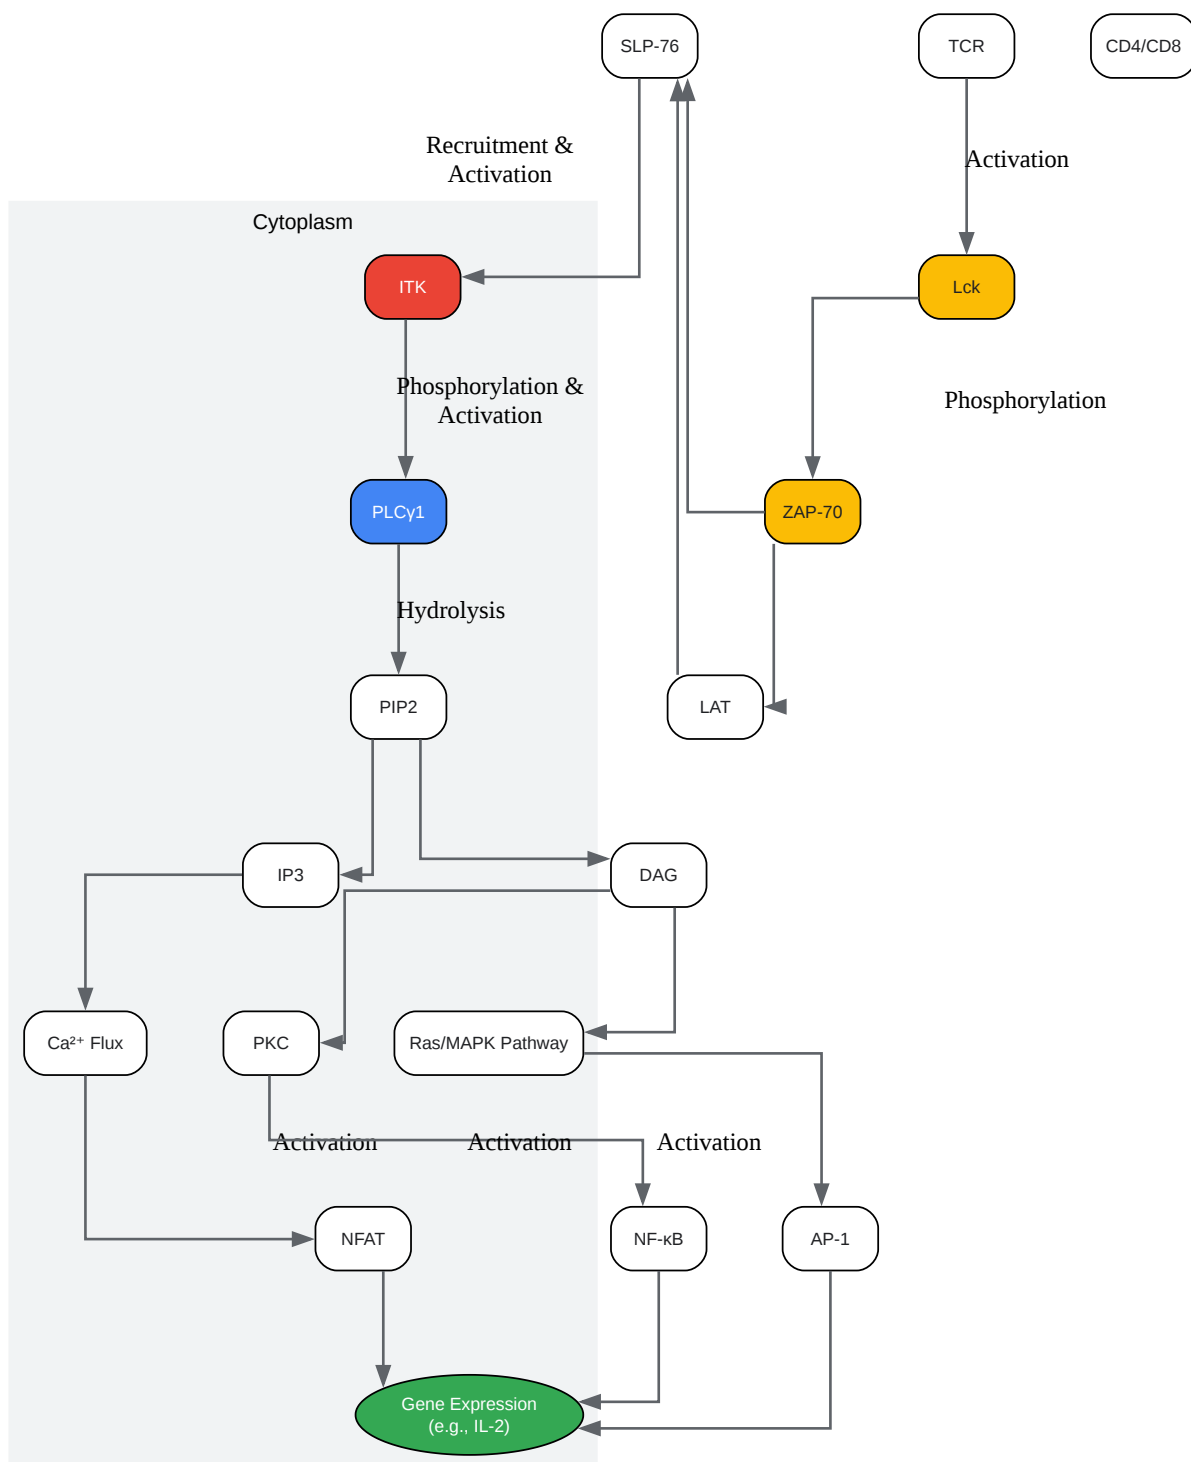 SLP-76
TCR
CD4/CD8
Recruitment &
Activation
Activation
Cytoplasm
ITK
Lck
Phosphorylation &
Activation
Phosphorylation
PLCγ1
ZAP-70
Hydrolysis
PIP2
LAT
IP3
DAG
Ca²⁺ Flux
PKC
Ras/MAPK Pathway
Activation
Activation
Activation
NFAT
NF-κB
AP-1
Gene Expression
(e.g., IL-2)